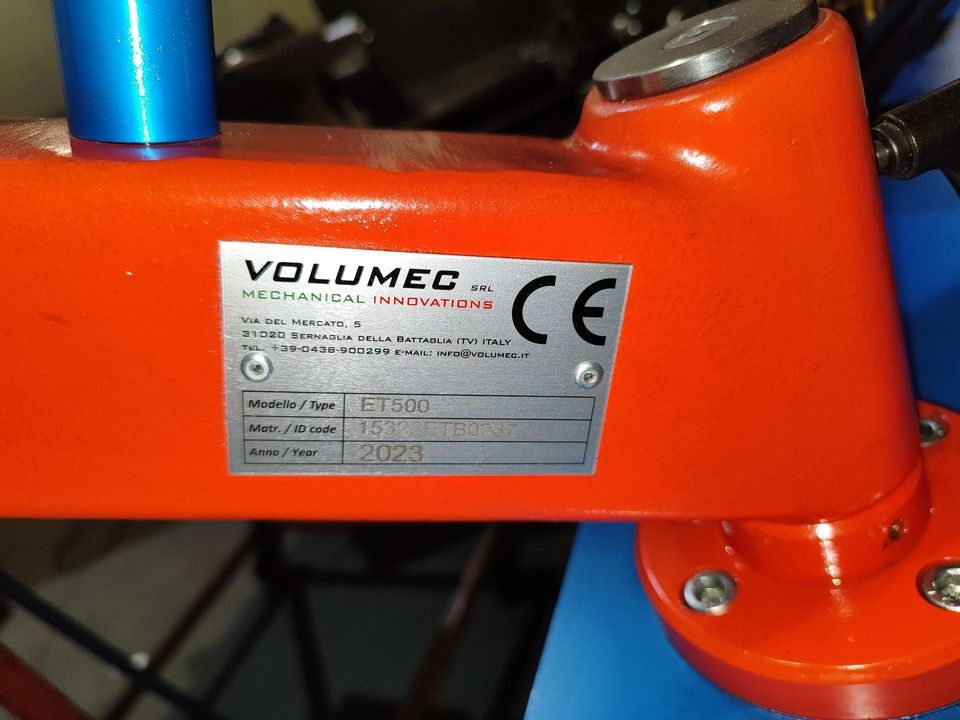 VOLUMEC SRL
MECHANICAL INNOVATIONS
CE
VIA DEL MERCATO, 5
31020 SERNAGLIA DELLA BATTAGLIA (TV) ITALY
TEL. +39-0438-900299 E-MAIL: INFO@VOLUMEC.IT
Modello / Type ET500
Matr. / ID code
Anno / Year 2023